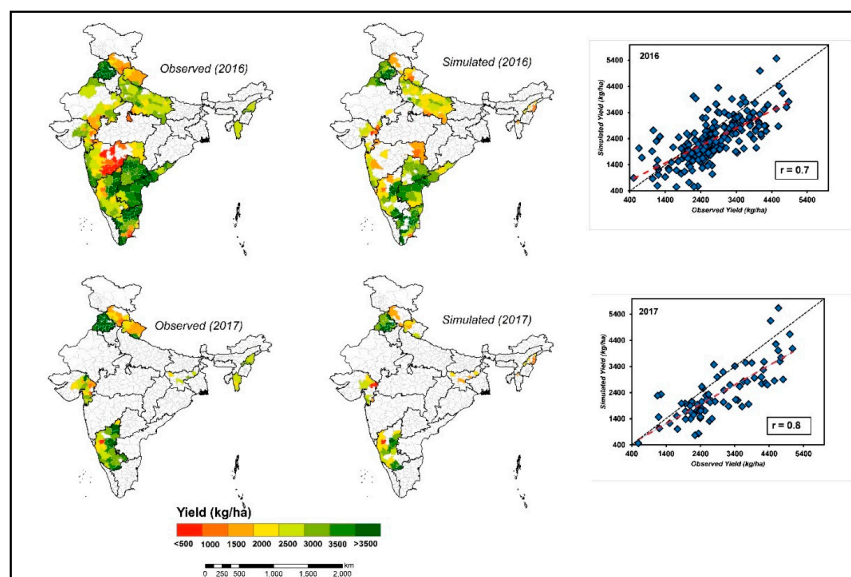 Observed (2016)
Simulated (2016)
2016
5400
4400
3400
2400
1400
400
Simulated Yield (kg/ha)
r = 0.7
400 1400 2400 3400 4400 5400
Observed Yield (kg/ha)
Observed (2017)
Simulated (2017)
2017
5400
4400
3400
2400
1400
400
Simulated Yield (kg/ha)
r = 0.8
400 1400 2400 3400 4400 5400
Observed Yield (kg/ha)
Yield (kg/ha)
<500 1000 1500 2000 2500 3000 3500 >3500
km
0 250 500 1,000 1,500 2,000